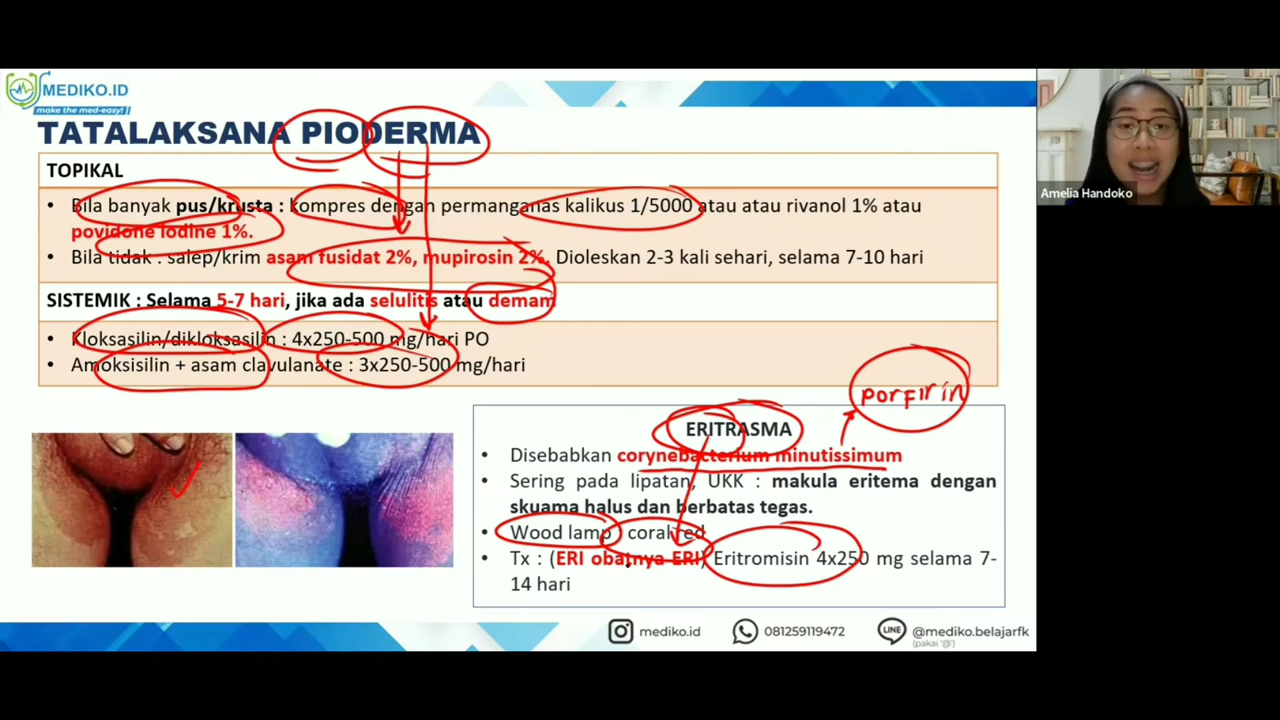 MEDIKO.ID
make the med-easy!
TATALAKSANA PIODERMA
TOPIKAL
• Bila banyak pus/krusta : kompres dengan permanganas kalikus 1/5000 atau atau rivanol 1% atau
povidone iodine 1%.
• Bila tidak : salep/krim asam fusidat 2%, mupirosin 2%. Dioleskan 2-3 kali sehari, selama 7-10 hari
SISTEMIK : Selama 5-7 hari, jika ada selulitis atau demam
• Kloksasilin/dikloksasilin : 4x250-500 mg/hari PO
• Amoksisilin + asam clavulanate : 3x250-500 mg/hari
porfirin
ERITRASMA
• Disebabkan corynebacterium minutissimum
• Sering pada lipatan, UKK : makula eritema dengan
skuama halus dan berbatas tegas.
• Wood lamp : coral red
• Tx : (ERI obatnya ERI) Eritromisin 4x250 mg selama 7-
14 hari
mediko.id
081259119472
LINE
@mediko.belajarfk
(pakai '@')
Amelia Handoko